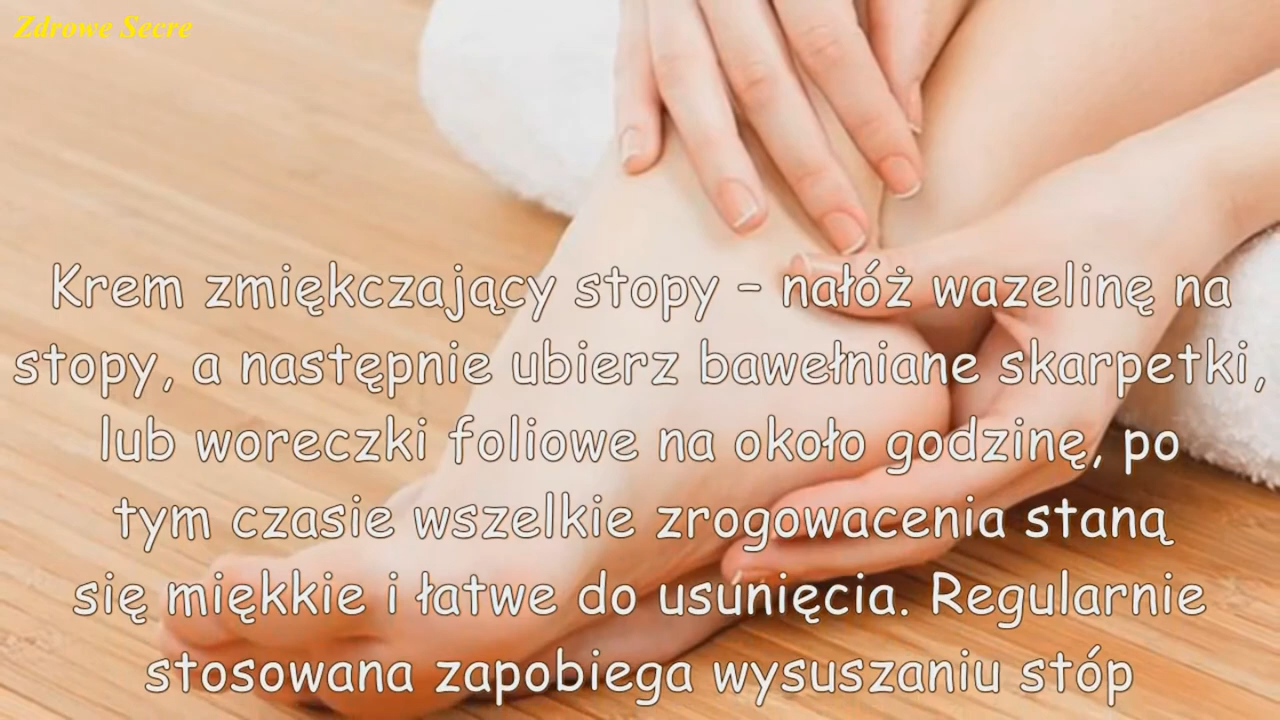 Zdrowe Secre
Krem zmiękczający stopy – nałóż wazelinę na
stopy, a następnie ubierz bawełniane skarpetki,
lub woreczki foliowe na około godzinę, po
tym czasie wszelkie zrogowacenia staną
się miękkie i łatwe do usunięcia. Regularnie
stosowana zapobiega wysuszaniu stóp